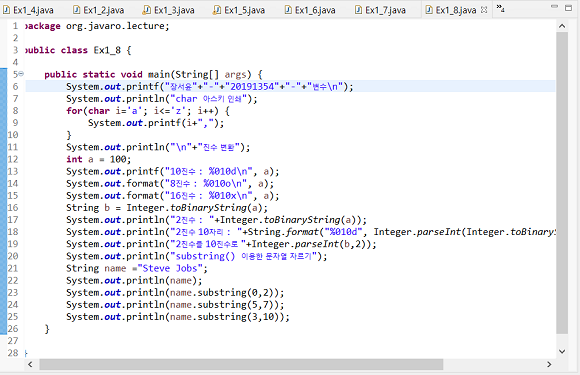 Ex1_4.java Ex1_2.java Ex1_3.java Ex1_5.java Ex1_6.java Ex1_7.java Ex1_8.java »4
1 package org.javaro.lecture;
2
3 public class Ex1_8 {
4
5 public static void main(String[] args) {
6 System.out.printf("장서윤"+"-"+"20191354"+"-"+"변수\n");
7 System.out.println("char 아스키 인쇄");
8 for(char i='a'; i<='z'; i++) {
9 System.out.printf(i+",");
10 }
11 System.out.println("\n"+"진수 변환");
12 int a = 100;
13 System.out.printf("10진수 : %010d\n", a);
14 System.out.format("8진수 : %010o\n", a);
15 System.out.format("16진수 : %010x\n", a);
16 String b = Integer.toBinaryString(a);
17 System.out.println("2진수 : "+Integer.toBinaryString(a));
18 System.out.println("2진수 10자리 : "+String.format("%010d", Integer.parseInt(Integer.toBinarys
19 System.out.println("2진수를 10진수로 "+Integer.parseInt(b,2));
20 System.out.println("substring() 이용한 문자열 자르기");
21 String name ="Steve Jobs";
22 System.out.println(name);
23 System.out.println(name.substring(0,2));
24 System.out.println(name.substring(5,7));
25 System.out.println(name.substring(3,10));
26 }
27
28 }